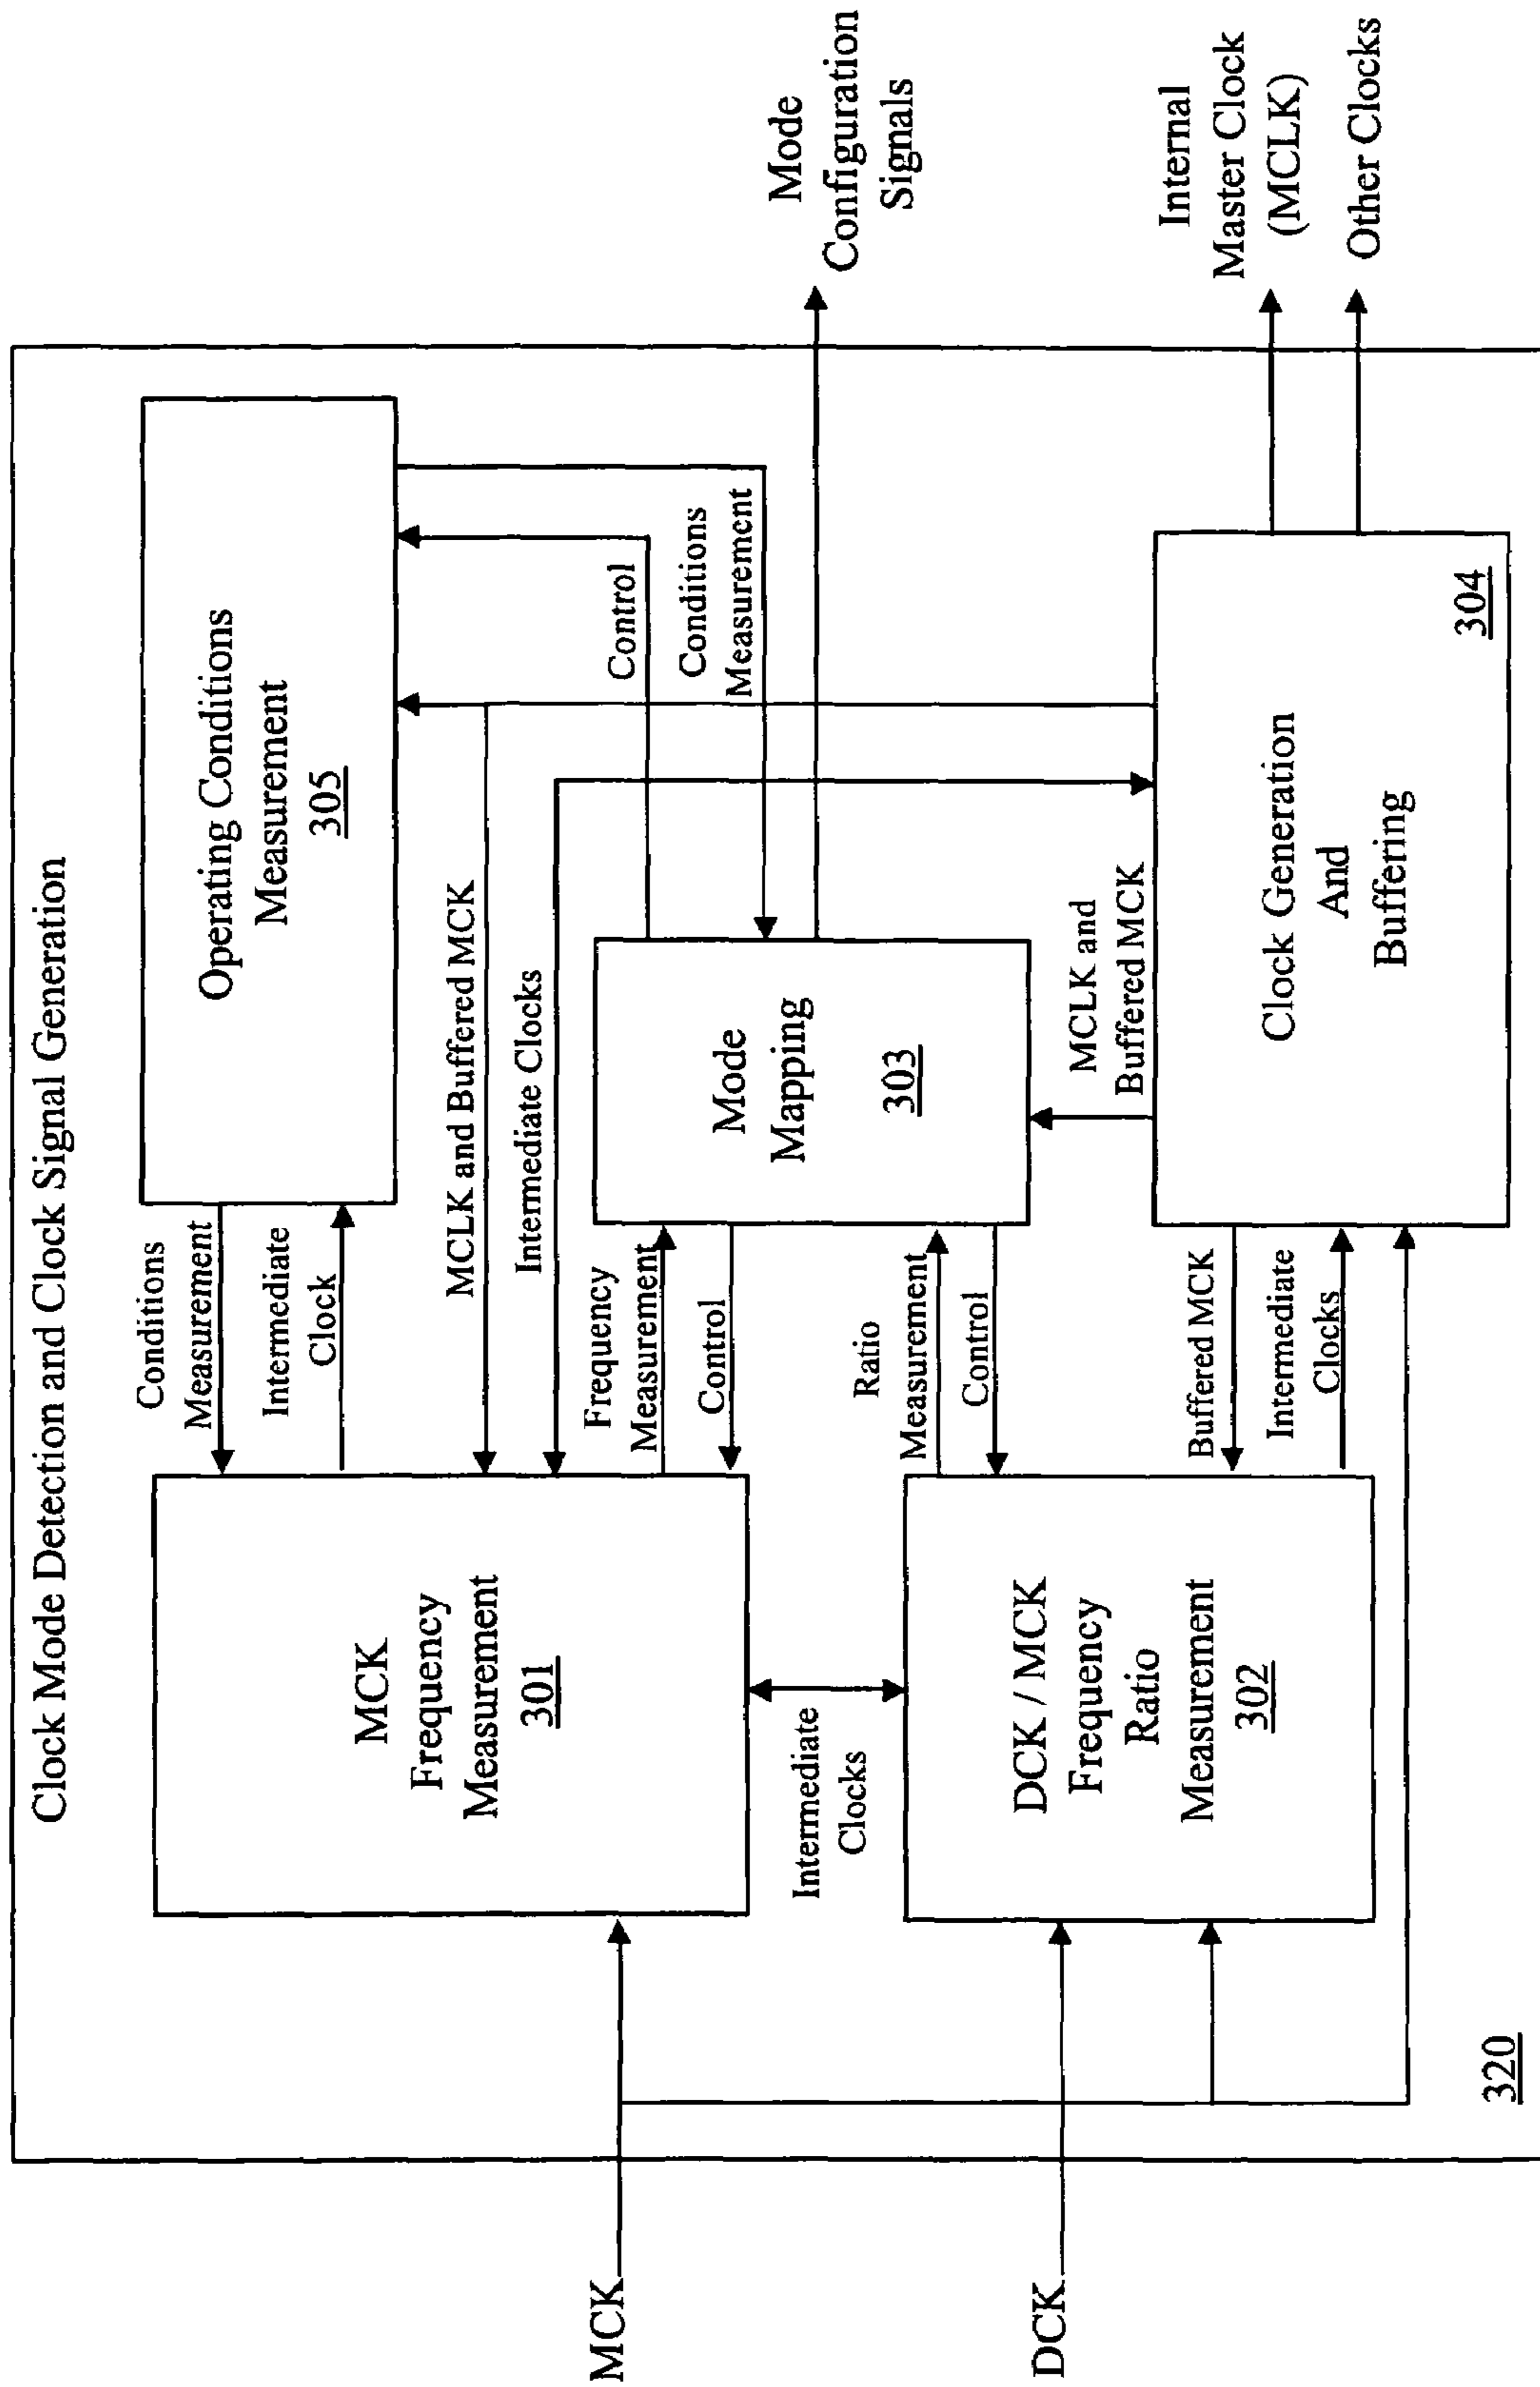 Clock Mode Detection and Clock Signal Generation
MCK
DCK
MCK
Frequency
Measurement
301
Conditions
Measurement
Intermediate
Clock
Operating Conditions
Measurement
305
MCLK and Buffered MCK
Intermediate Clocks
Frequency
Measurement
Control
Mode
Mapping
303
Control
Conditions
Measurement
Mode
Configuration
Signals
Intermediate
Clocks
DCK / MCK
Frequency
Ratio
Measurement
302
Ratio
Measurement
Control
MCLK and
Buffered MCK
Buffered MCK
Intermediate
Clocks
Clock Generation
And
Buffering
304
Internal
Master Clock
(MCLK)
Other Clocks
320